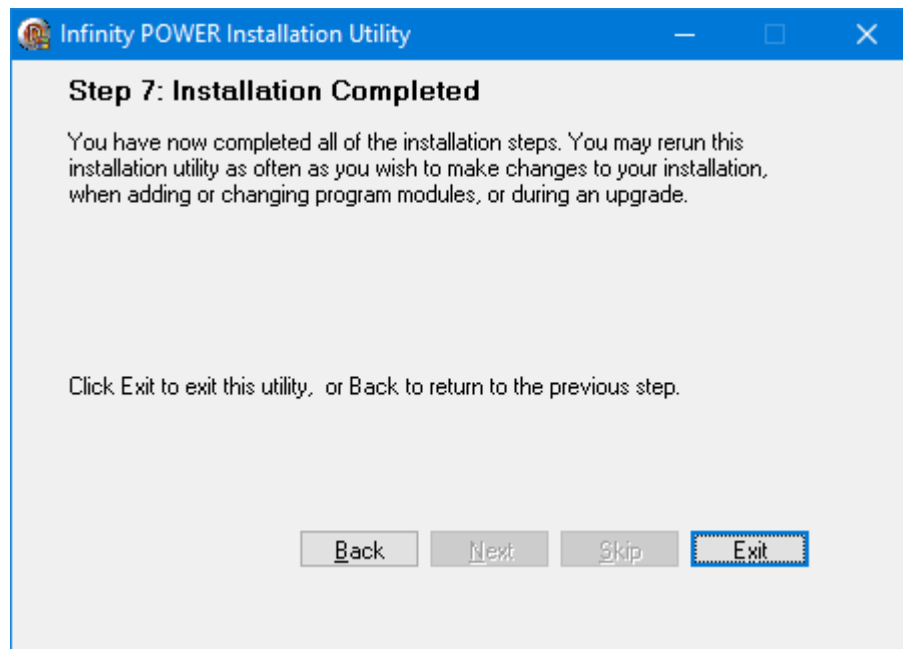 Infinity POWER Installation Utility
Step 7: Installation Completed
You have now completed all of the installation steps. You may rerun this
installation utility as often as you wish to make changes to your installation,
when adding or changing program modules, or during an upgrade.
Click Exit to exit this utility,  or Back to return to the previous step.
Back Next Skip Exit